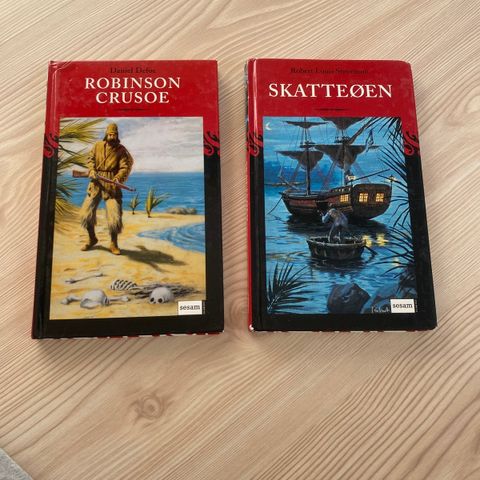 Daniel Defoe
ROBINSON
CRUSOE
sesam
Robert Louis Stevenson
SKATTEØEN
sesam